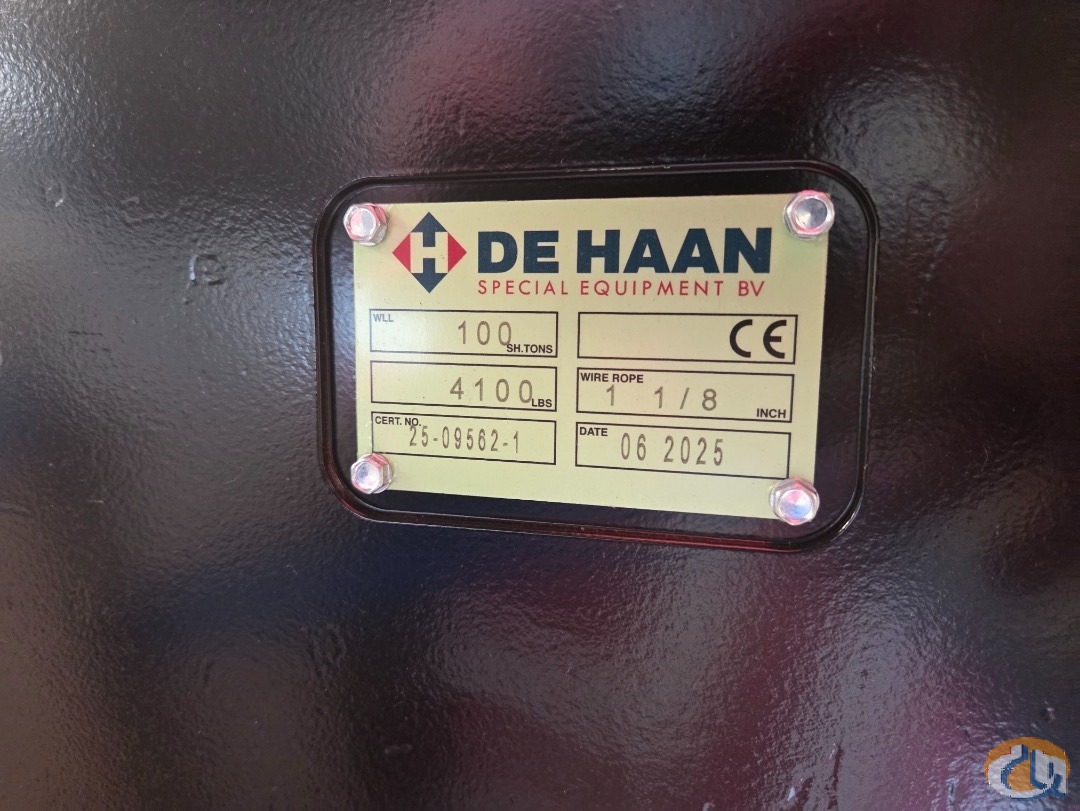 H DE HAAN
SPECIAL EQUIPMENT BV
WLL 100 SH.TONS
CE
4100 LBS
WIRE ROPE 1 1/8 INCH
CERT. NO. 25-09562-1
DATE 06 2025